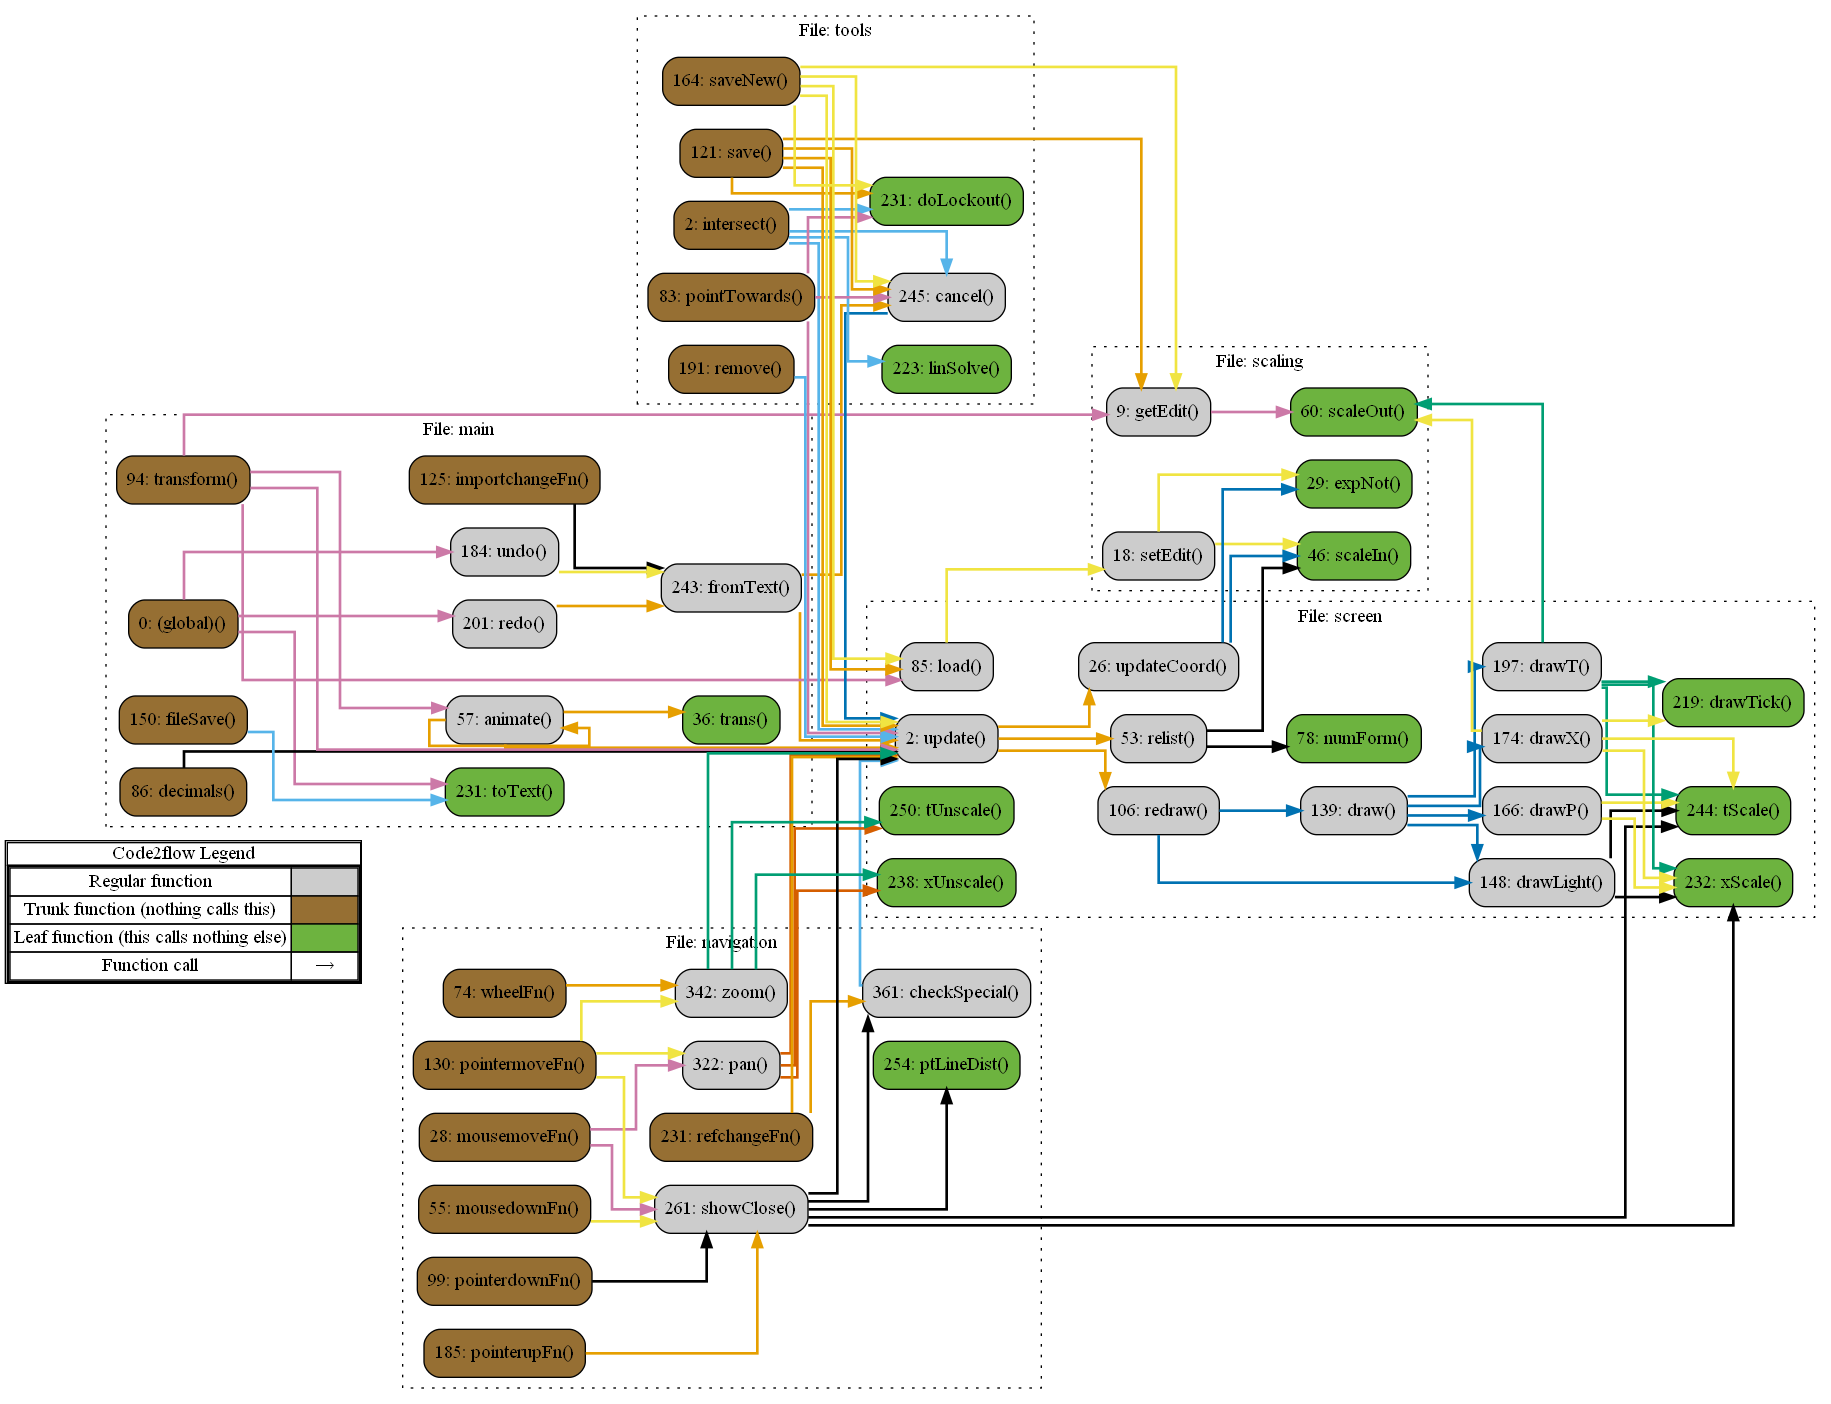 File: tools
164: saveNew()
121: save()
231: doLockout()
2: intersect()
83: pointTowards()
245: cancel()
191: remove()
223: linSolve()
File: scaling
9: getEdit()
60: scaleOut()
29: expNot()
18: setEdit()
46: scaleIn()
File: main
94: transform()
125: importchangeFn()
184: undo()
243: fromText()
0: (global)()
201: redo()
150: fileSave()
57: animate()
36: trans()
86: decimals()
231: toText()
File: screen
85: load()
26: updateCoord()
197: drawT()
219: drawTick()
2: update()
53: relist()
78: numForm()
174: drawX()
250: tUnscale()
106: redraw()
139: draw()
166: drawP()
244: tScale()
238: xUnscale()
148: drawLight()
232: xScale()
Code2flow Legend
Regular function
Trunk function (nothing calls this)
Leaf function (this calls nothing else)
Function call →
File: navigation
74: wheelFn()
342: zoom()
361: checkSpecial()
130: pointermoveFn()
322: pan()
254: ptLineDist()
28: mousemoveFn()
231: refchangeFn()
55: mousedownFn()
261: showClose()
99: pointerdownFn()
185: pointerupFn()